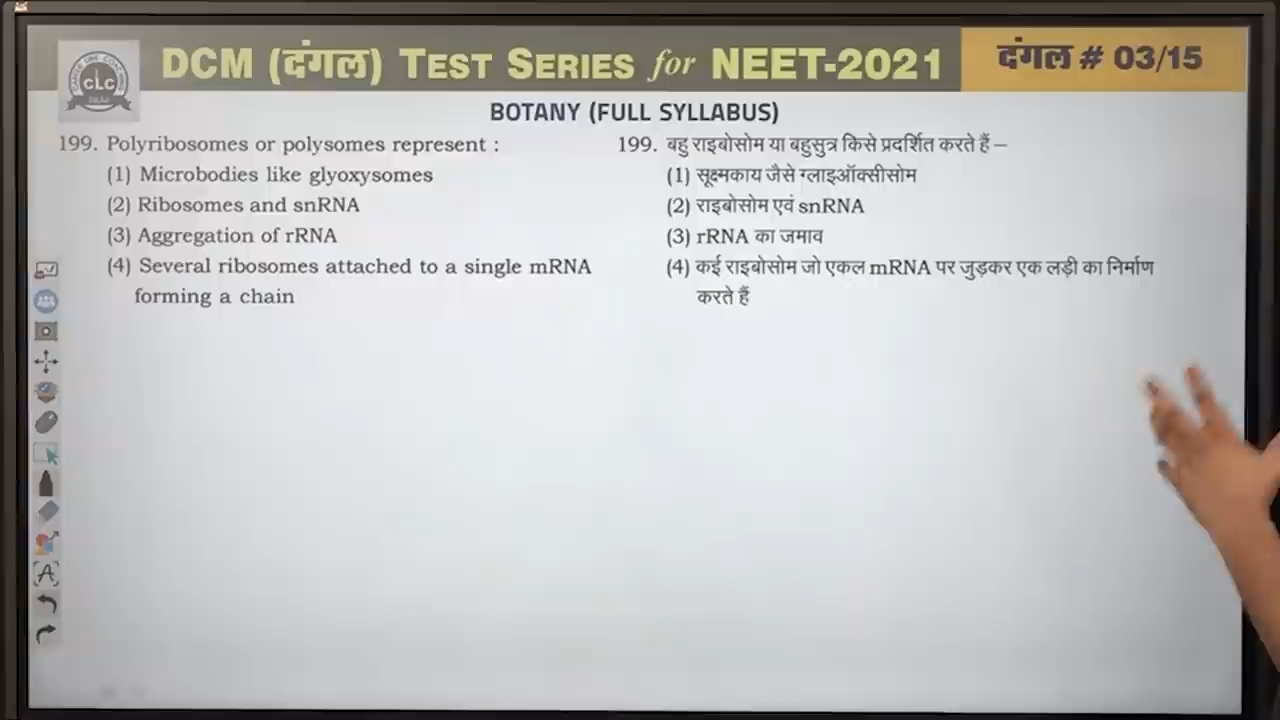 DCM (दंगल) TEST SERIES for NEET-2021
दंगल # 03/15
CLC
BOTANY (FULL SYLLABUS)
199. Polyribosomes or polysomes represent :
(1) Microbodies like glyoxysomes
(2) Ribosomes and snRNA
(3) Aggregation of rRNA
(4) Several ribosomes attached to a single mRNA
forming a chain
199. बहु राइबोसोम या बहुसुत्र किसे प्रदर्शित करते हैं –
(1) सूक्ष्मकाय जैसे ग्लाइऑक्सीसोम
(2) राइबोसोम एवं snRNA
(3) rRNA का जमाव
(4) कई राइबोसोम जो एकल mRNA पर जुड़कर एक लड़ी का निर्माण
करते हैं